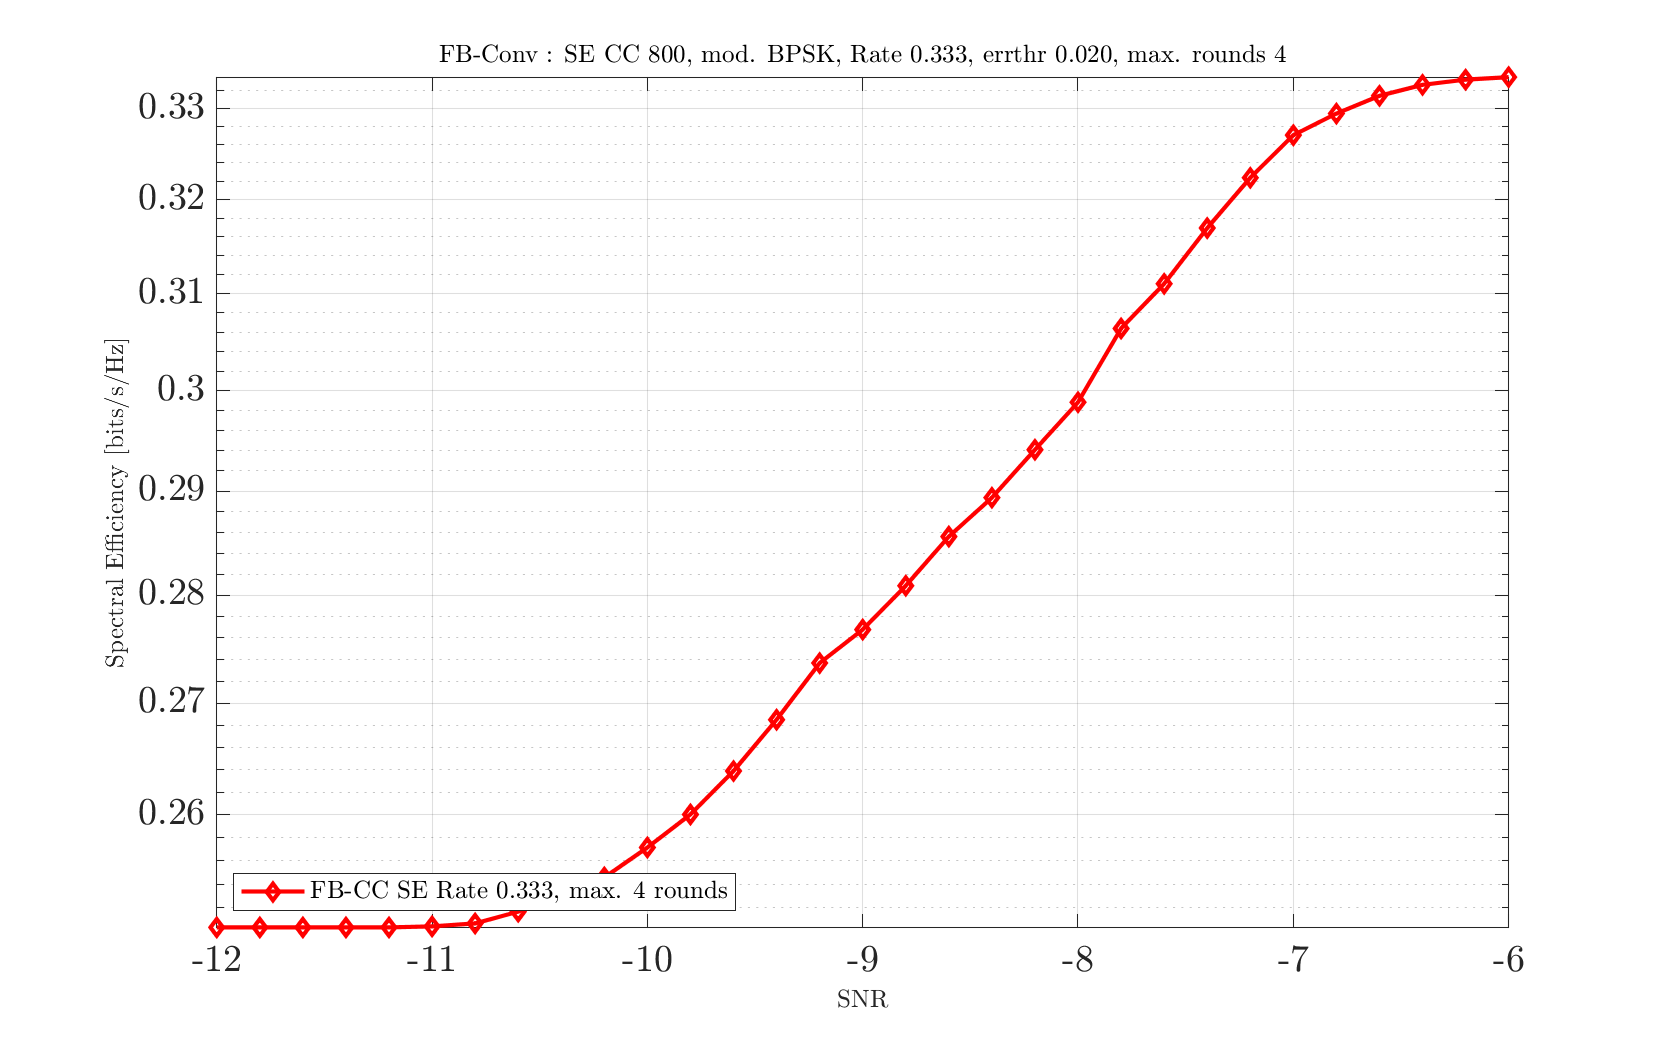 FB-Conv : SE CC 800, mod. BPSK, Rate 0.333, errthr 0.020, max. rounds 4
0.33
0.32
0.31
0.3
0.29
0.28
0.27
0.26
Spectral Efficiency [bits/s/Hz]
FB-CC SE Rate 0.333, max. 4 rounds
-12 -11 -10 -9 -8 -7 -6
SNR